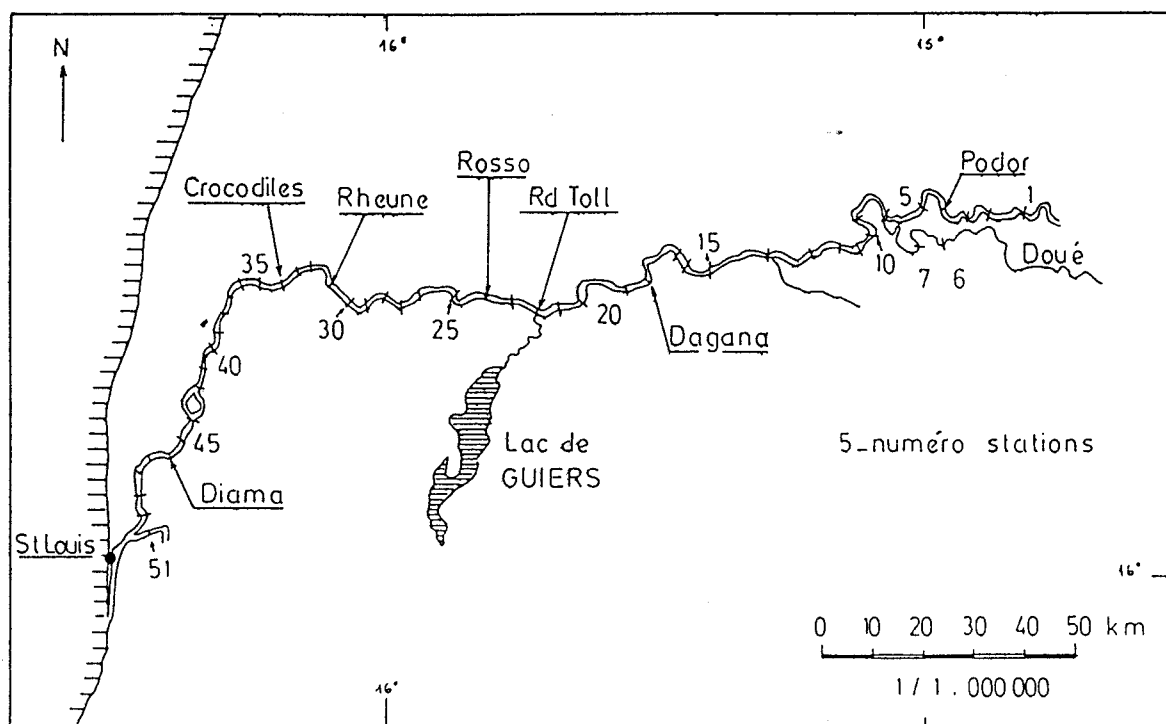 N
16°
15°
Crocodiles
Rheune
Rosso
Rd Toll
5
Podor
1
35
15
10
7
6
Doué
30
25
20
Dagana
40
45
Lac de
GUIERS
5_numéro stations
Diama
St Louis
51
16°
0 10 20 30 40 50 km
1 / 1 . 000 000
16°